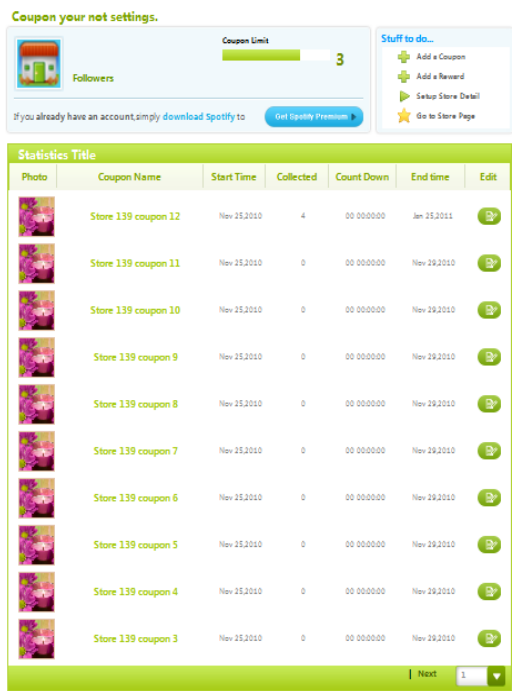 Coupon your not settings.
Coupon Limit
3
Followers
If you already have an account,simply download Spotify to
Get Spotify Premium
Stuff to do...
Add a Coupon
Add a Reward
Setup Store Detail
Go to Store Page
Statistics Title
Photo Coupon Name Start Time Collected Count Down End time Edit
Store 139 coupon 12 Nov 25,2010 4 00 00:00:00 Jan 25,2011
Store 139 coupon 11 Nov 25,2010 0 00 00:00:00 Nov 29,2010
Store 139 coupon 10 Nov 25,2010 0 00 00:00:00 Nov 29,2010
Store 139 coupon 9 Nov 25,2010 0 00 00:00:00 Nov 29,2010
Store 139 coupon 8 Nov 25,2010 0 00 00:00:00 Nov 29,2010
Store 139 coupon 7 Nov 25,2010 0 00 00:00:00 Nov 29,2010
Store 139 coupon 6 Nov 25,2010 0 00 00:00:00 Nov 29,2010
Store 139 coupon 5 Nov 25,2010 0 00 00:00:00 Nov 29,2010
Store 139 coupon 4 Nov 25,2010 0 00 00:00:00 Nov 29,2010
Store 139 coupon 3 Nov 25,2010 0 00 00:00:00 Nov 29,2010
| Next 1